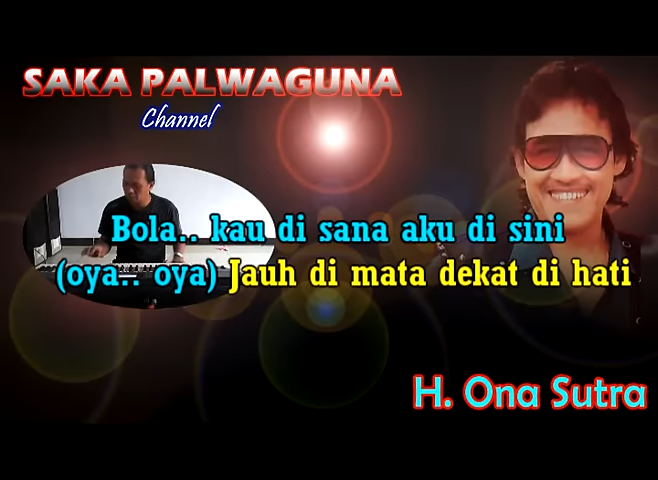 SAKA PALWAGUNA
Channel
Bola.. kau di sana aku di sini
(oya.. oya) Jauh di mata dekat di hati
H. Ona Sutra